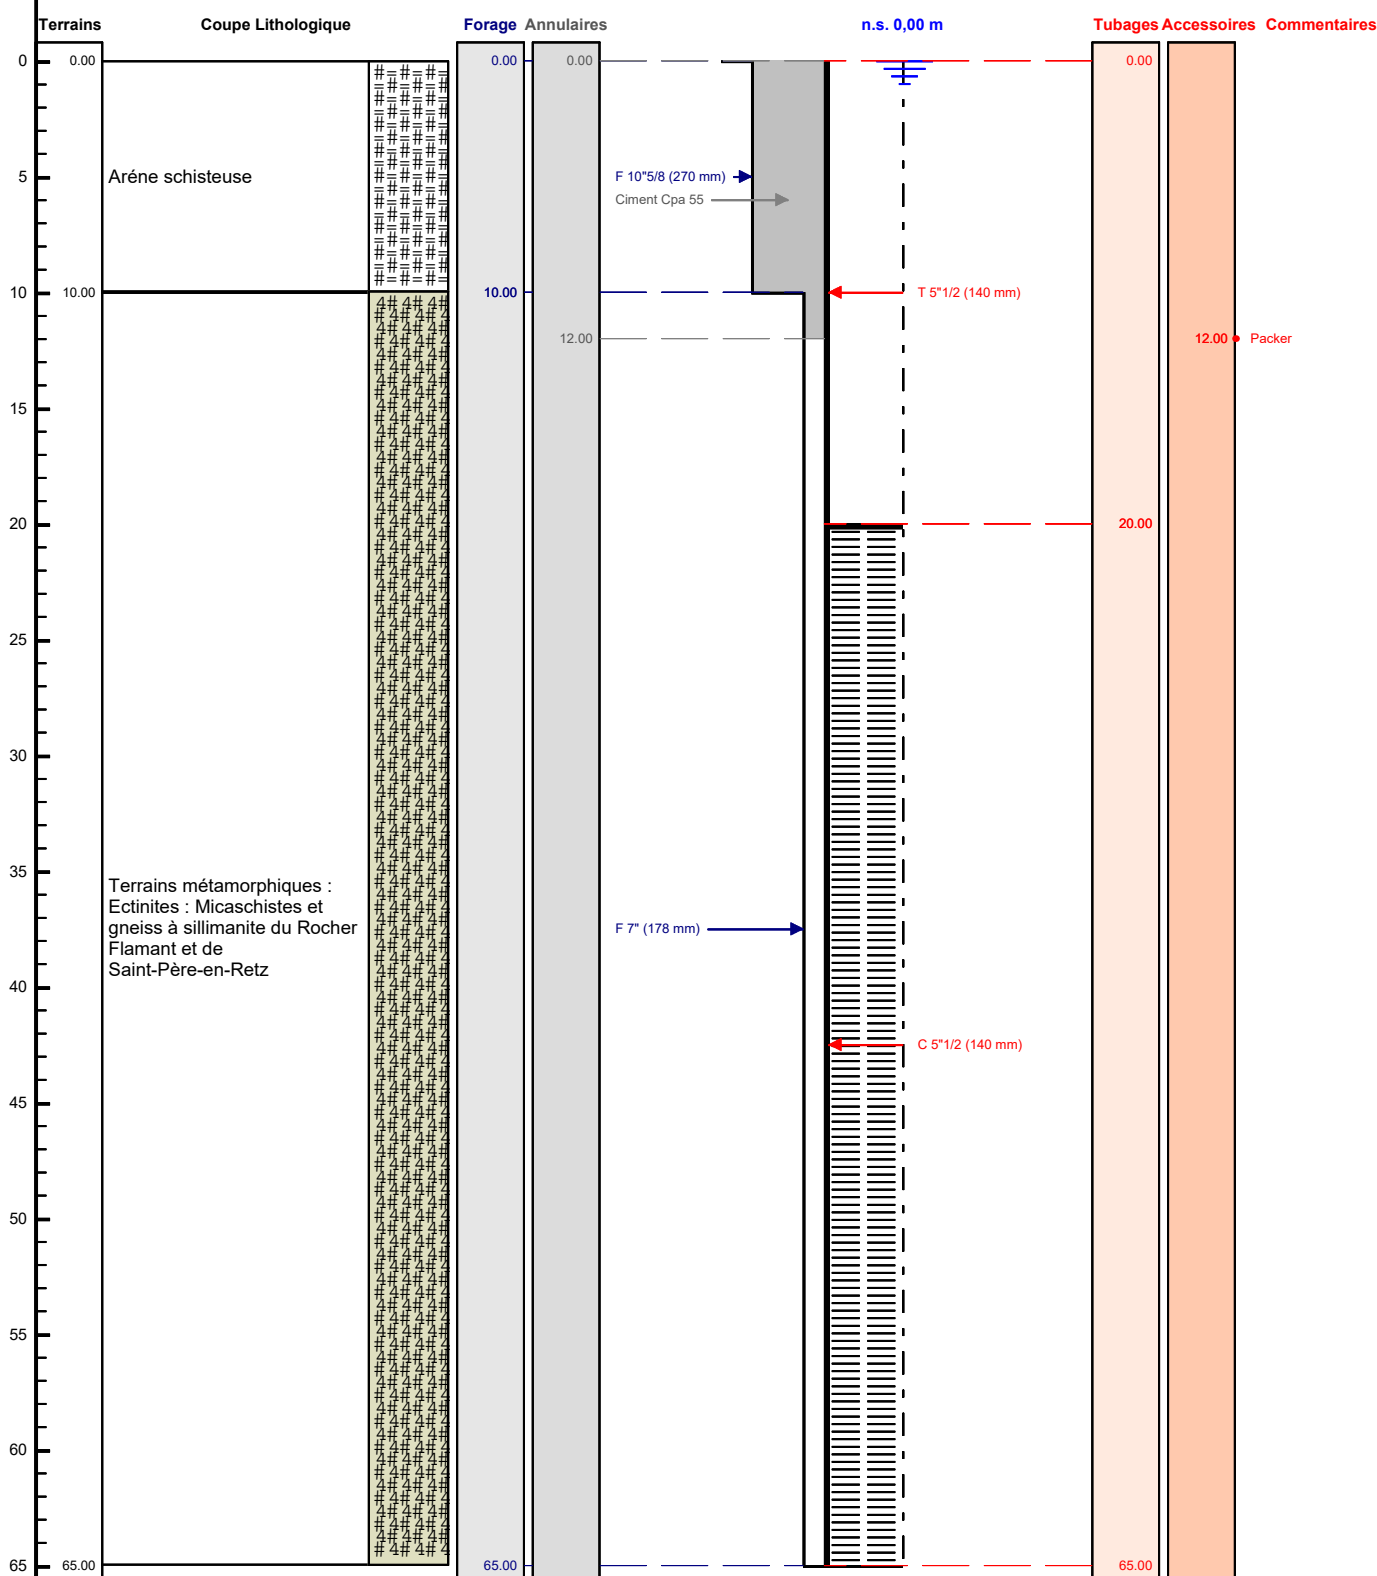 Terrains Coupe Lithologique Forage Annulaires n.s. 0,00 m Tubages Accessoires Commentaires
0 0.00 0.00 0.00 0.00
5 Aréne schisteuse F 10"5/8 (270 mm)
Ciment Cpa 55
10 10.00 10.00 T 5"1/2 (140 mm)
12.00 12.00 Packer
15
20 20.00
25
30
35
Terrains métamorphiques :
Ectinites : Micaschistes et
gneiss à sillimanite du Rocher
Flamant et de
Saint-Père-en-Retz
F 7" (178 mm)
40
C 5"1/2 (140 mm)
45
50
55
60
65 65.00 65.00 65.00